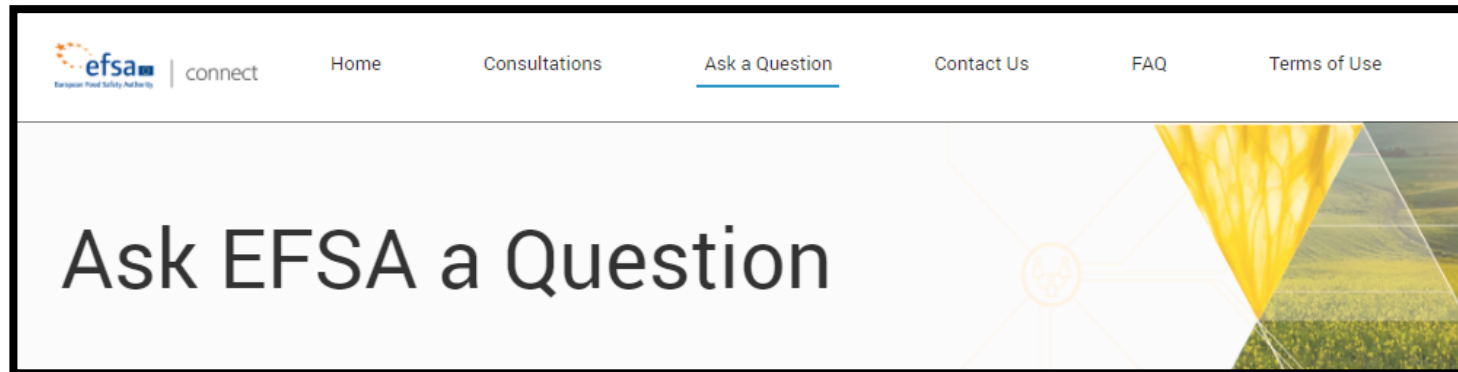 efsa
European Food Safety Authority
connect
Home
Consultations
Ask a Question
Contact Us
FAQ
Terms of Use
Ask EFSA a Question